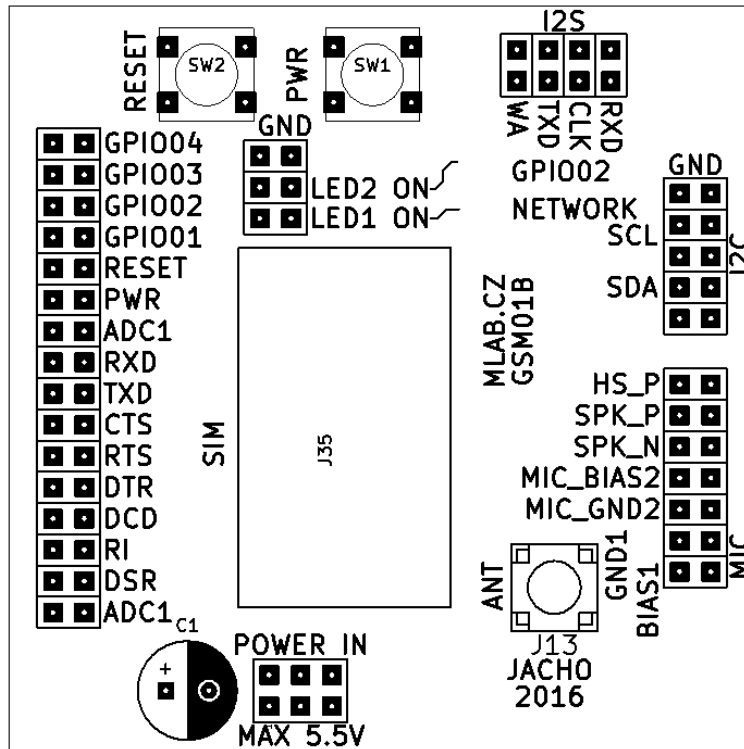 I2S
RESET
SW2
PWR
SW1
WA
TXD
CLK
RXD
GND
GPIO04
GPIO03
GPIO02
GPIO01
RESET
PWR
ADC1
RXD
TXD
CTS
RTS
DTR
DCD
RI
DSR
ADC1
LED2 ON
LED1 ON
GPIO02
NETWORK
GND
SCL
SDA
I2C
MLAB.CZ
GSM01B
SIM
J35
HS_P
SPK_P
SPK_N
MIC_BIAS2
MIC_GND2
GND1
BIAS1
MIC
ANT
J13
JACHO
2016
C1
+
POWER IN
MAX 5.5V